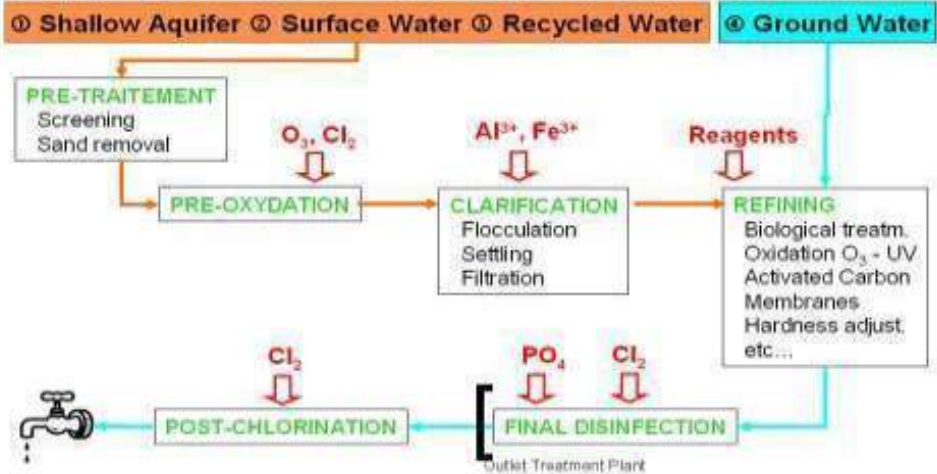 ① Shallow Aquifer ② Surface Water ③ Recycled Water
④ Ground Water
PRE-TRAITEMENT
Screening
Sand removal
O₃, Cl₂
Al³⁺, Fe³⁺
Reagents
PRE-OXYDATION
CLARIFICATION
Flocculation
Settling
Filtration
REFINING
Biological treatm.
Oxidation O₃ - UV
Activated Carbon
Membranes
Hardness adjust.
etc...
Cl₂
PO₄
Cl₂
POST-CHLORINATION
FINAL DISINFECTION
Outlet Treatment Plant